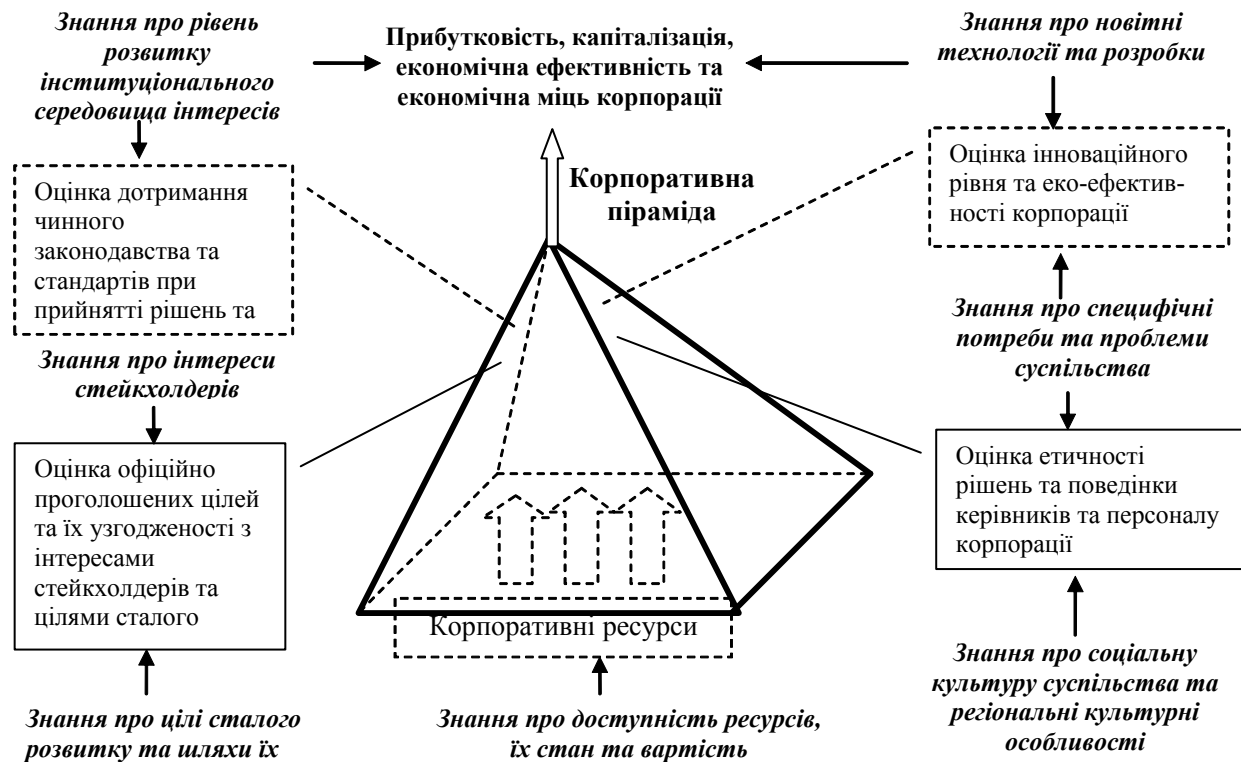 Знання про рівень
розвитку
інституціонального
середовища інтересів
Прибутковість, капіталізація,
економічна ефективність та
економічна міць корпорації
Знання про новітні
технології та розробки
Оцінка дотримання
чинного
законодавства та
стандартів при
прийнятті рішень та
Корпоративна
піраміда
Оцінка інноваційного
рівня та еко-ефектив-
ності корпорації
Знання про інтереси
стейкхолдерів
Знання про специфічні
потреби та проблеми
суспільства
Оцінка офіційно
проголошених цілей
та їх узгодженості з
інтересами
стейкхолдерів та
цілями сталого
Оцінка етичності
рішень та поведінки
керівників та персоналу
корпорації
Корпоративні ресурси
Знання про цілі сталого
розвитку та шляхи їх
Знання про доступність ресурсів,
їх стан та вартість
Знання про соціальну
культуру суспільства та
регіональні культурні
особливості